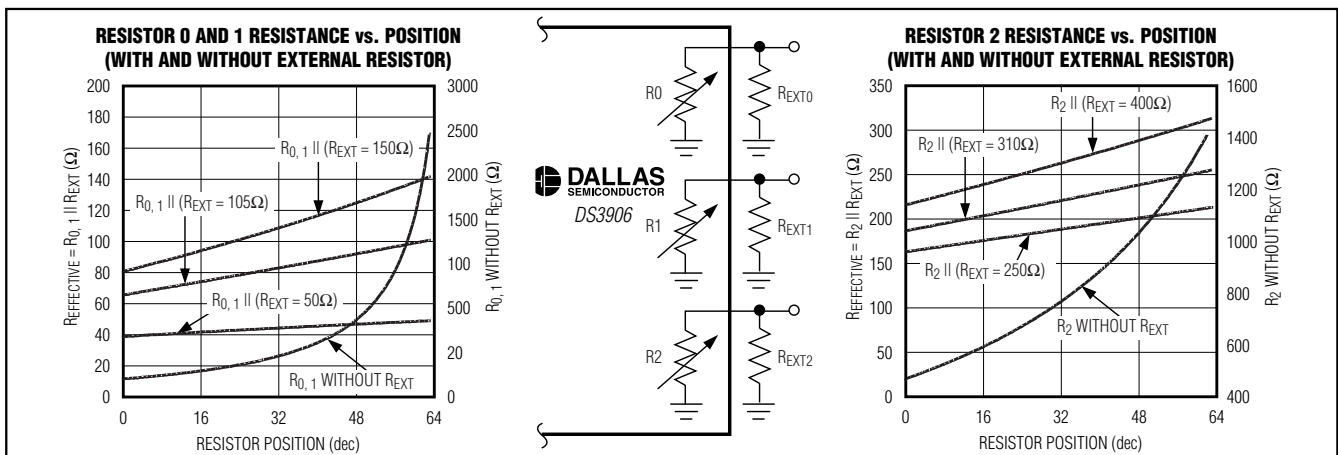 RESISTOR 0 AND 1 RESISTANCE vs. POSITION
(WITH AND WITHOUT EXTERNAL RESISTOR)
REFFECTIVE = R0, 1 || REXT (Ω)
200
180
160
140
120
100
80
60
40
20
0
R0, 1 || (REXT = 150Ω)
R0, 1 || (REXT = 105Ω)
R0, 1 || (REXT = 50Ω)
R0, 1 WITHOUT REXT
3000
2500
2000
1500
900
500
20
0
R0, 1 WITHOUT REXT (Ω)
0
16
32
48
64
RESISTOR POSITION (dec)
R0
REXT0
DALLAS
SEMICONDUCTOR
DS3906
R1
REXT1
R2
REXT2
RESISTOR 2 RESISTANCE vs. POSITION
(WITH AND WITHOUT EXTERNAL RESISTOR)
REFFECTIVE = R2 || REXT (Ω)
350
300
250
200
150
100
50
0
R2 || (REXT = 400Ω)
R2 || (REXT = 310Ω)
R2 || (REXT = 250Ω)
R2 WITHOUT REXT
1600
1400
1200
1000
800
600
400
R2 WITHOUT REXT (Ω)
0
16
32
48
64
RESISTOR POSITION (dec)